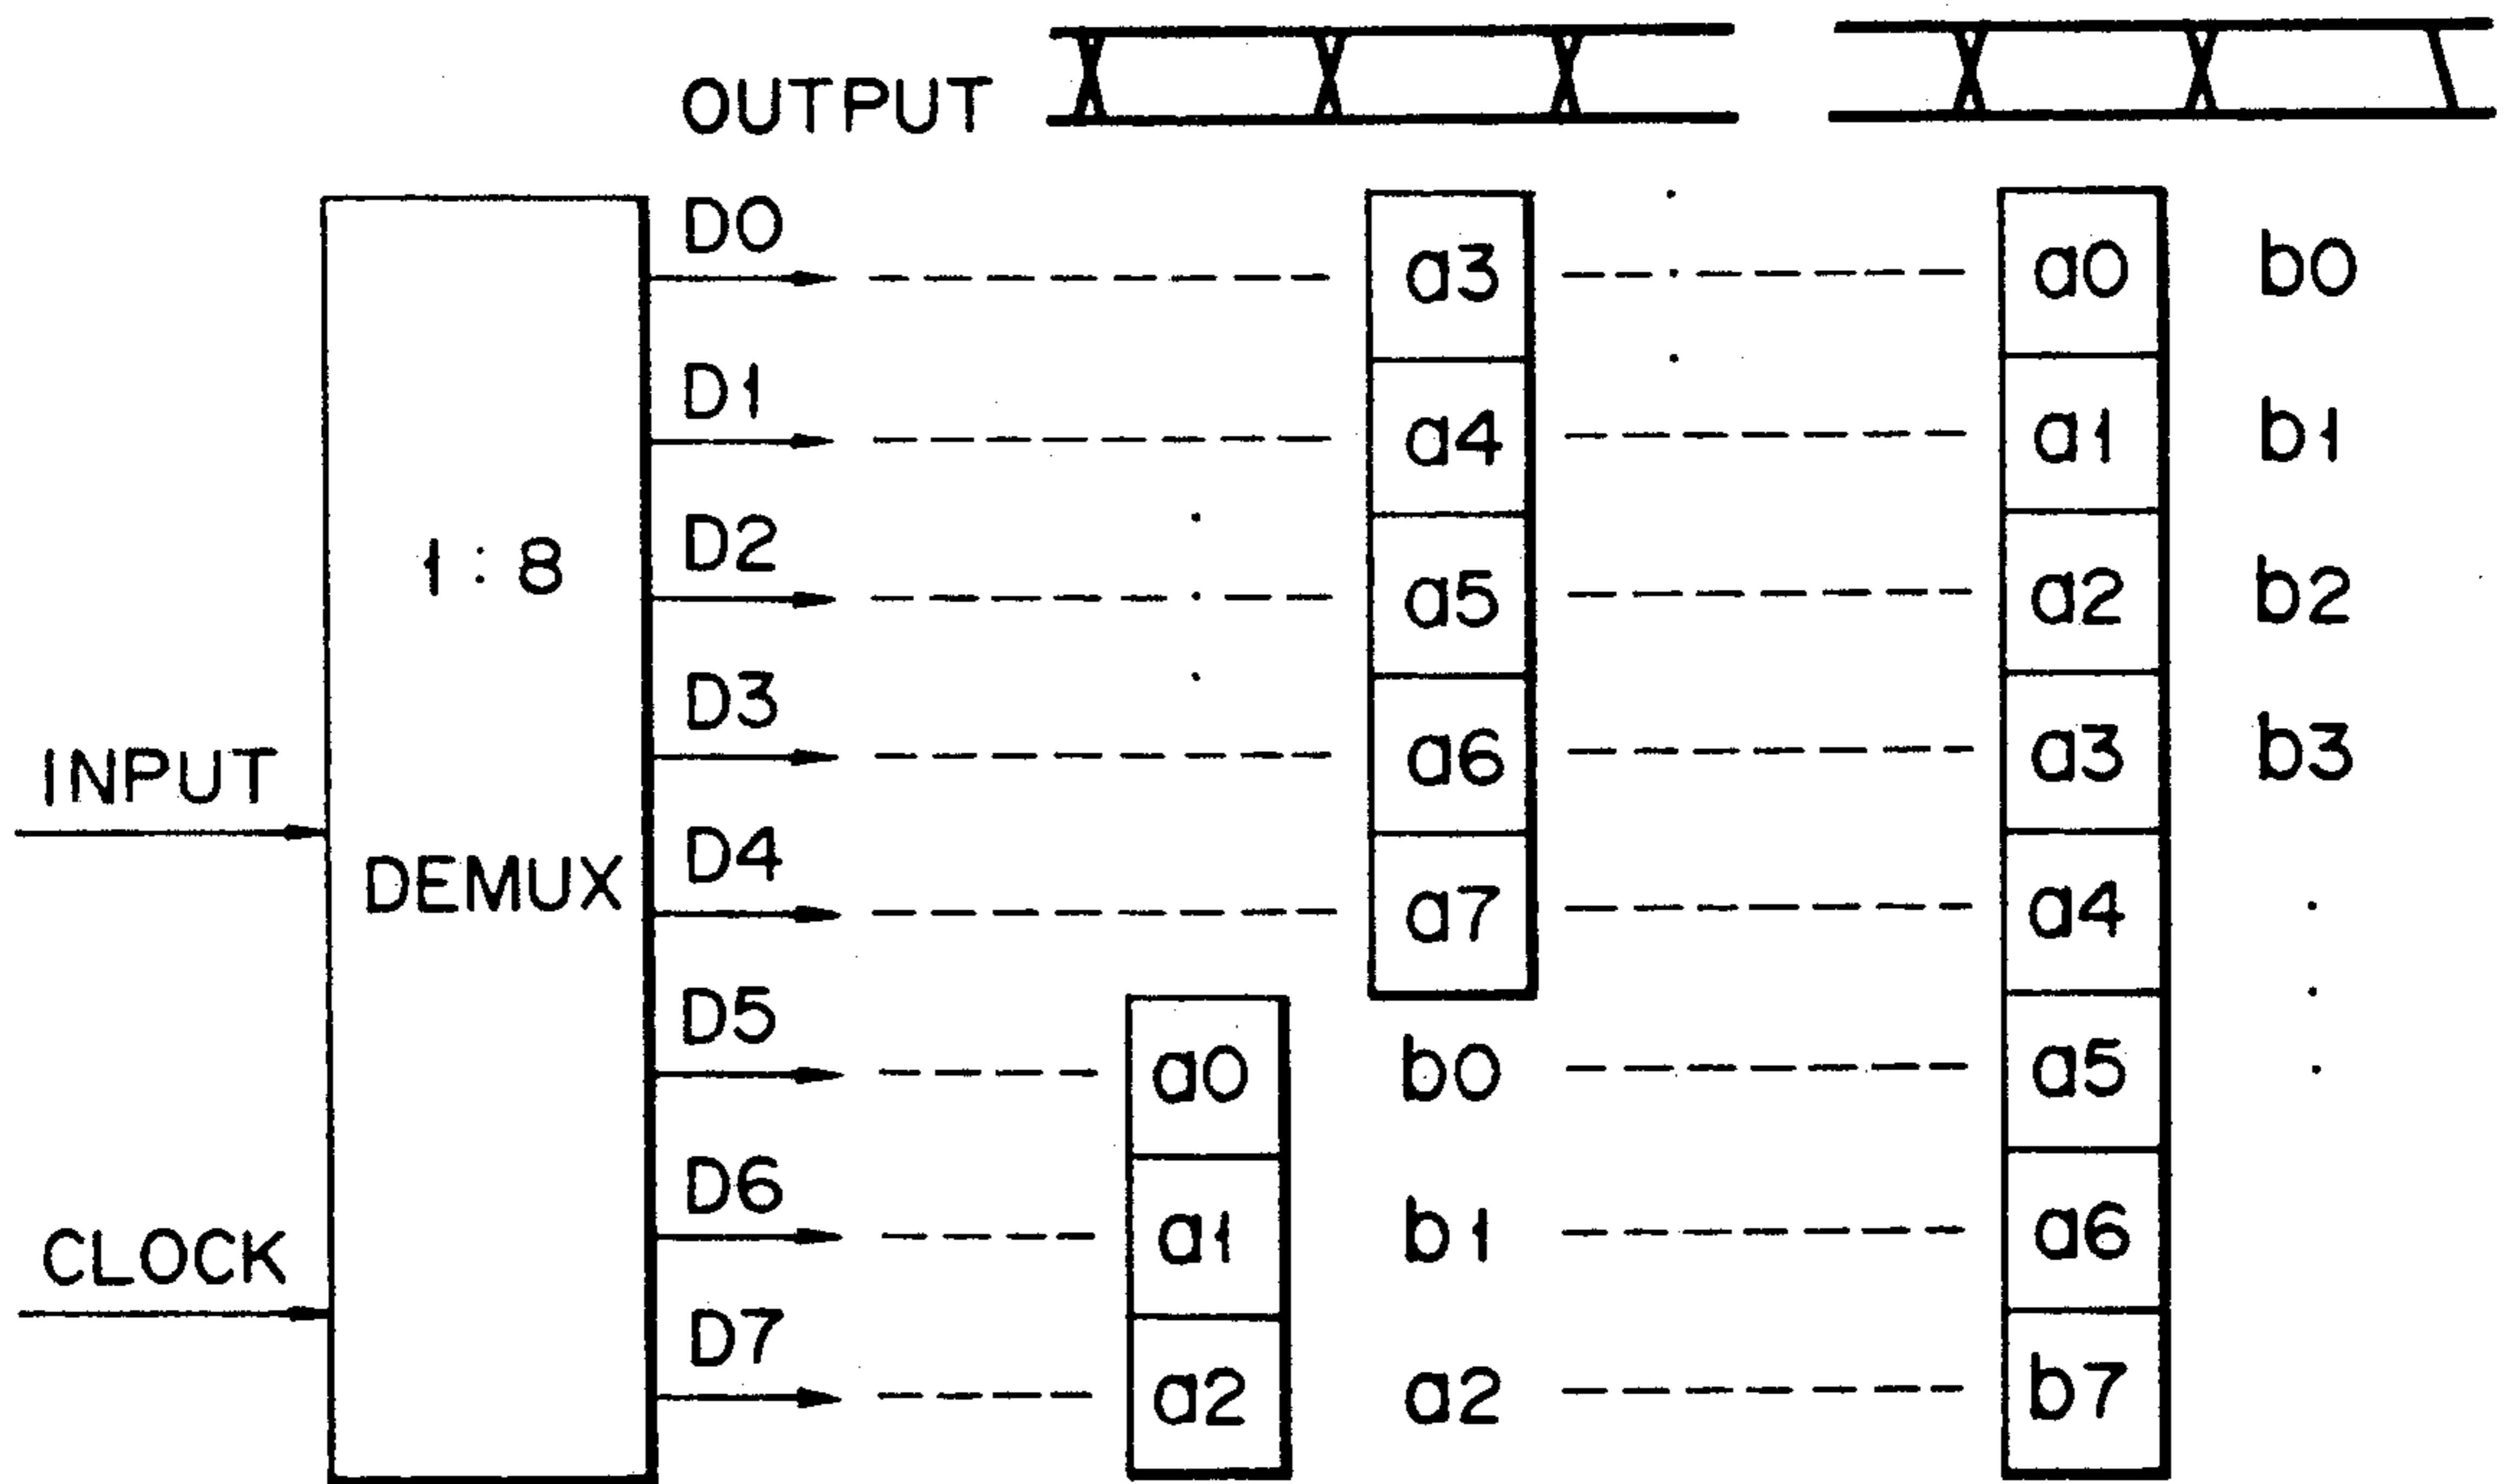 OUTPUT
D0 a3 a0 b0
D1 a4 a1 b1
1 : 8
D2 a5 a2 b2
D3 a6 a3 b3
INPUT
D4 a7 a4
DEMUX
D5 a0 b0 a5
D6 a1 b1 a6
CLOCK
D7 a2 a2 b7